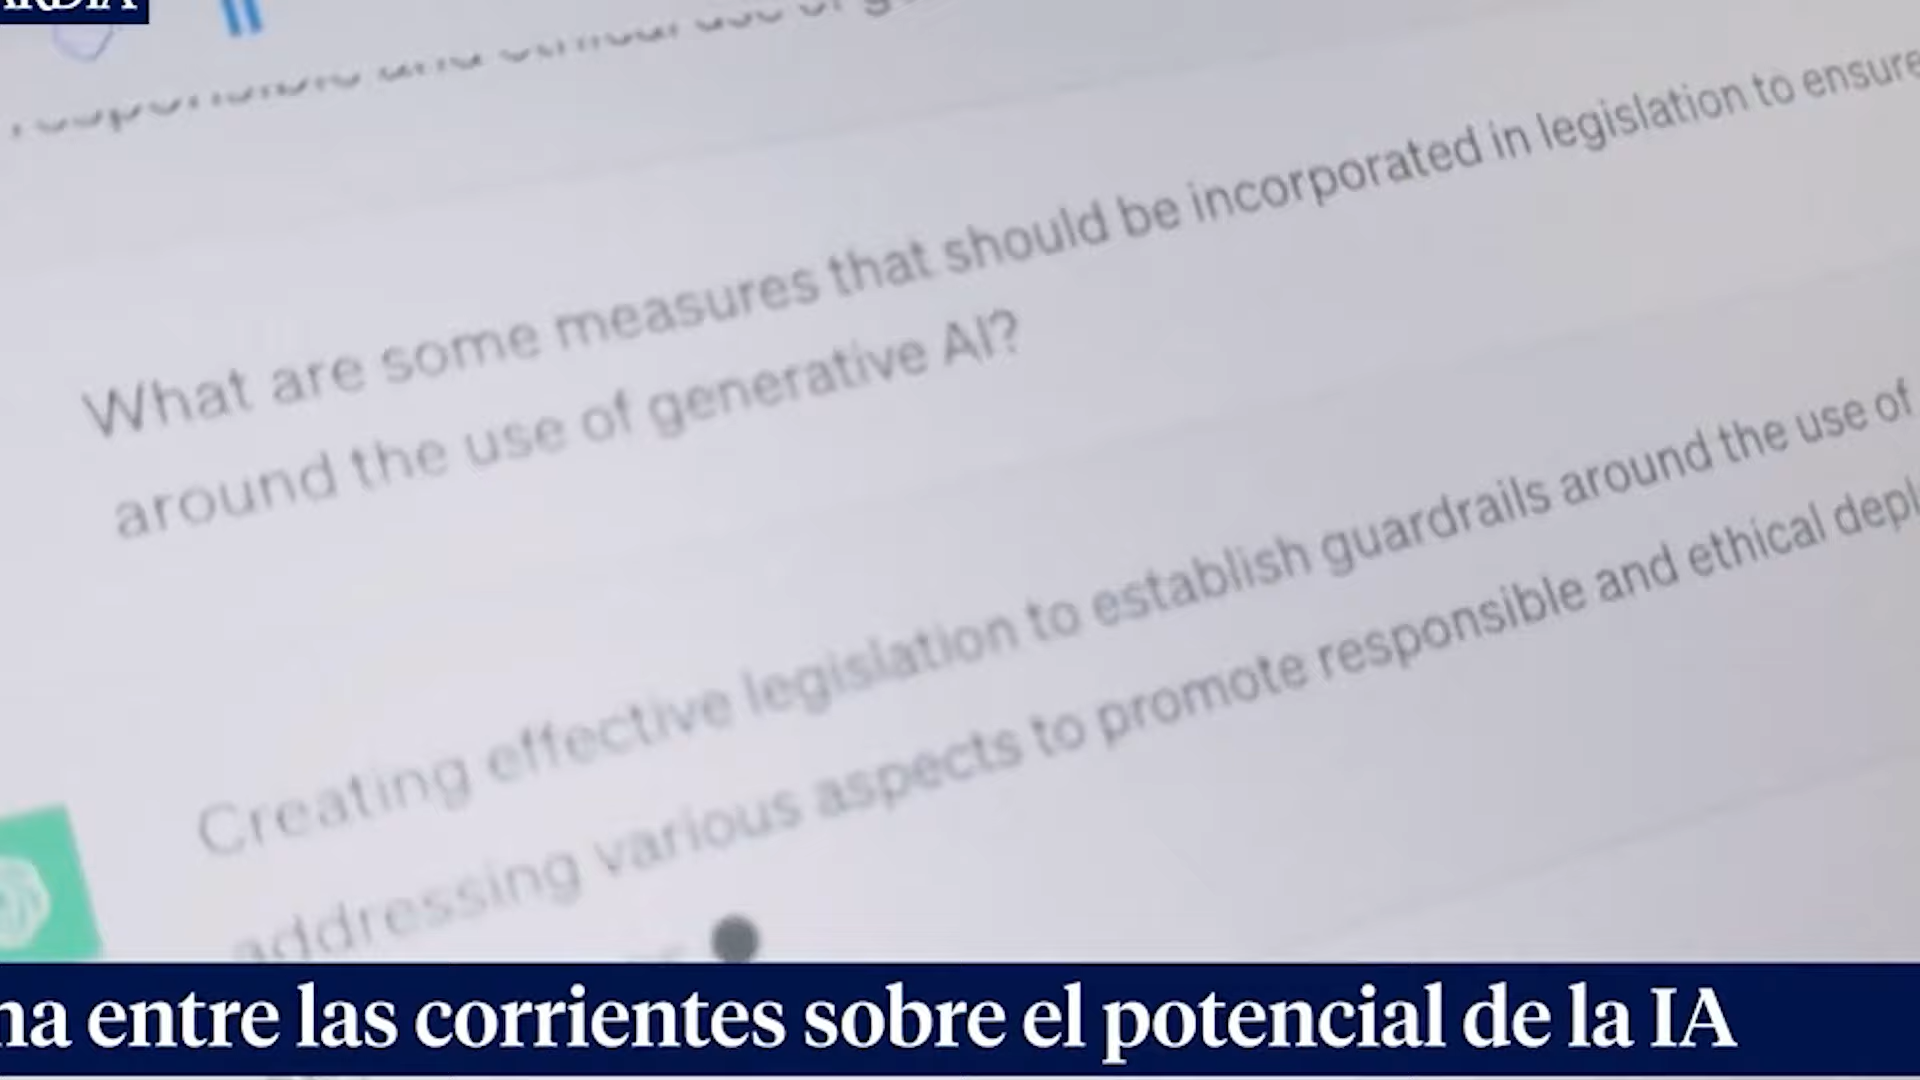 What are some measures that should be incorporated in legislation to ensure
around the use of generative AI?
Creating effective legislation to establish guardrails around the use of
addressing various aspects to promote responsible and ethical
entre las corrientes sobre el potencial de la IA